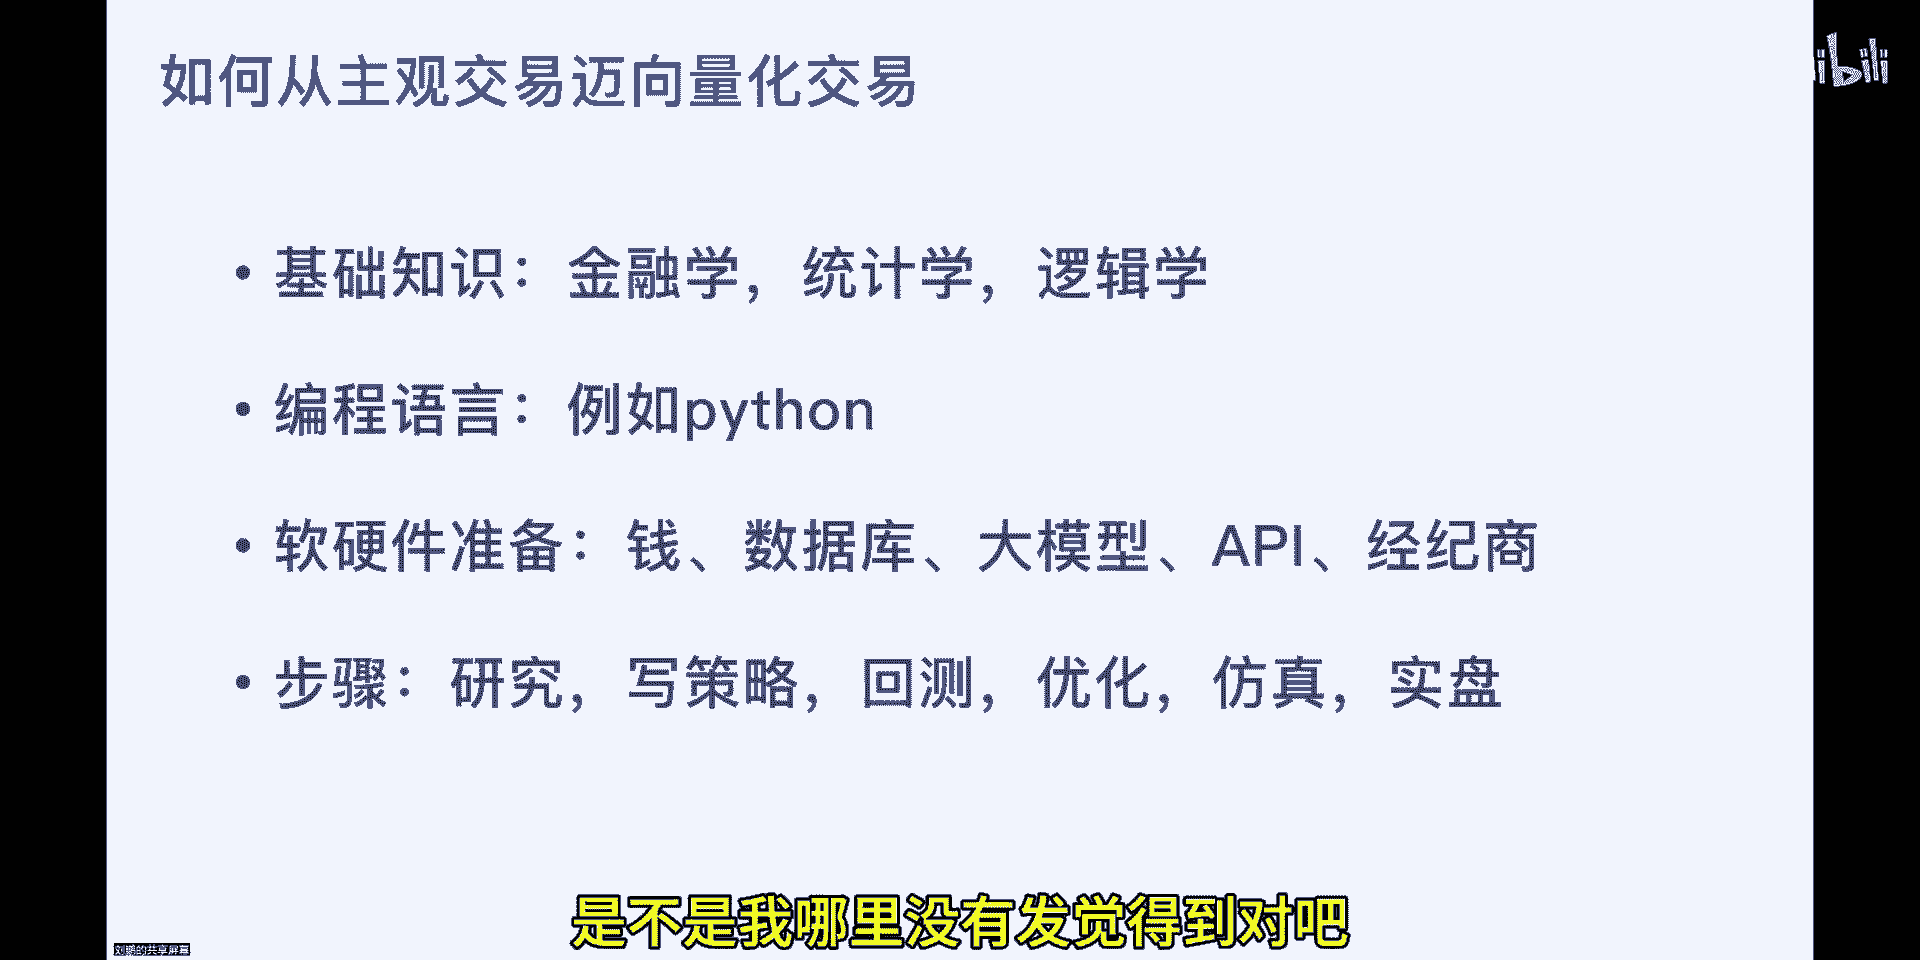 如何从主观交易迈向量化交易
ibili
• 基础知识：金融学，统计学，逻辑学
• 编程语言：例如python
• 软硬件准备：钱、数据库、大模型、API、经纪商
• 步骤：研究，写策略，回测，优化，仿真，实盘
是不是我哪里没有发觉得到对吧
的共享屏幕